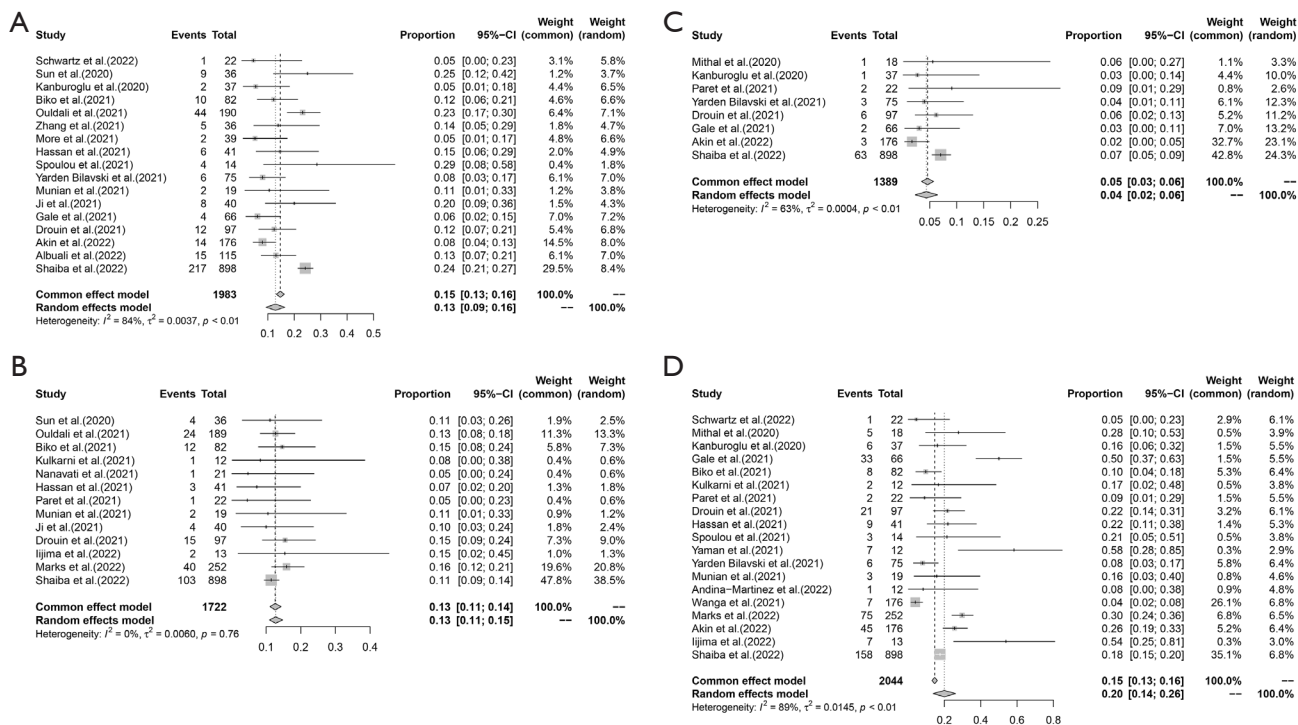 A
Study Events Total Proportion 95%−CI Weight (common) Weight (random)
Schwartz et al.(2022) 1 22 0.05 [0.00; 0.23] 3.1% 5.8%
Sun et al.(2020) 9 36 0.25 [0.12; 0.42] 1.2% 3.7%
Kanburoglu et al.(2020) 2 37 0.05 [0.01; 0.18] 4.4% 6.5%
Biko et al.(2021) 10 82 0.12 [0.06; 0.21] 4.6% 6.6%
Ouldali et al.(2021) 44 190 0.23 [0.17; 0.30] 6.4% 7.1%
Zhang et al.(2021) 5 36 0.14 [0.05; 0.29] 1.8% 4.7%
More et al.(2021) 2 39 0.05 [0.01; 0.17] 4.8% 6.6%
Hassan et al.(2021) 6 41 0.15 [0.06; 0.29] 2.0% 4.9%
Spoulou et al.(2021) 4 14 0.29 [0.08; 0.58] 0.4% 1.8%
Yarden Bilavski et al.(2021) 6 75 0.08 [0.03; 0.17] 6.1% 7.0%
Munian et al.(2021) 2 19 0.11 [0.01; 0.33] 1.2% 3.8%
Ji et al.(2021) 8 40 0.20 [0.09; 0.36] 1.5% 4.3%
Gale et al.(2021) 4 66 0.06 [0.02; 0.15] 7.0% 7.2%
Drouin et al.(2021) 12 97 0.12 [0.07; 0.21] 5.4% 6.8%
Akin et al.(2022) 14 176 0.08 [0.04; 0.13] 14.5% 8.0%
Albuali et al.(2022) 15 115 0.13 [0.07; 0.21] 6.1% 7.0%
Shaiba et al.(2022) 217 898 0.24 [0.21; 0.27] 29.5% 8.4%
Common effect model 1983 0.15 [0.13; 0.16] 100.0% −−
Random effects model 0.13 [0.09; 0.16] −− 100.0%
Heterogeneity: I² = 84%, τ² = 0.0037, p < 0.01
0.1 0.2 0.3 0.4 0.5
B
Study Events Total Proportion 95%−CI Weight (common) Weight (random)
Sun et al.(2020) 4 36 0.11 [0.03; 0.26] 1.9% 2.5%
Ouldali et al.(2021) 24 189 0.13 [0.08; 0.18] 11.3% 13.3%
Biko et al.(2021) 12 82 0.15 [0.08; 0.24] 5.8% 7.3%
Kulkarni et al.(2021) 1 12 0.08 [0.00; 0.38] 0.4% 0.6%
Nanavati et al.(2021) 1 21 0.05 [0.00; 0.24] 0.4% 0.6%
Hassan et al.(2021) 3 41 0.07 [0.02; 0.20] 1.3% 1.8%
Paret et al.(2021) 1 22 0.05 [0.00; 0.23] 0.4% 0.6%
Munian et al.(2021) 2 19 0.11 [0.01; 0.33] 0.9% 1.2%
Ji et al.(2021) 4 40 0.10 [0.03; 0.24] 1.8% 2.4%
Drouin et al.(2021) 15 97 0.15 [0.09; 0.24] 7.3% 9.0%
Iijima et al.(2022) 2 13 0.15 [0.02; 0.45] 1.0% 1.3%
Marks et al.(2022) 40 252 0.16 [0.12; 0.21] 19.6% 20.8%
Shaiba et al.(2022) 103 898 0.11 [0.09; 0.14] 47.8% 38.5%
Common effect model 1722 0.13 [0.11; 0.14] 100.0% −−
Random effects model 0.13 [0.11; 0.15] −− 100.0%
Heterogeneity: I² = 0%, τ² = 0.0060, p = 0.76
0 0.1 0.2 0.3 0.4
C
Study Events Total Proportion 95%−CI Weight (common) Weight (random)
Mithal et al.(2020) 1 18 0.06 [0.00; 0.27] 1.1% 3.3%
Kanburoglu et al.(2020) 1 37 0.03 [0.00; 0.14] 4.4% 10.0%
Paret et al.(2021) 2 22 0.09 [0.01; 0.29] 0.8% 2.6%
Yarden Bilavski et al.(2021) 3 75 0.04 [0.01; 0.11] 6.1% 12.3%
Drouin et al.(2021) 6 97 0.06 [0.02; 0.13] 5.2% 11.2%
Gale et al.(2021) 2 66 0.03 [0.00; 0.11] 7.0% 13.2%
Akin et al.(2022) 3 176 0.02 [0.00; 0.05] 32.7% 23.1%
Shaiba et al.(2022) 63 898 0.07 [0.05; 0.09] 42.8% 24.3%
Common effect model 1389 0.05 [0.03; 0.06] 100.0% −−
Random effects model 0.04 [0.02; 0.06] −− 100.0%
Heterogeneity: I² = 63%, τ² = 0.0004, p < 0.01
0.05 0.1 0.15 0.2 0.25
D
Study Events Total Proportion 95%−CI Weight (common) Weight (random)
Schwartz et al.(2022) 1 22 0.05 [0.00; 0.23] 2.9% 6.1%
Mithal et al.(2020) 5 18 0.28 [0.10; 0.53] 0.5% 3.9%
Kanburoglu et al.(2020) 6 37 0.16 [0.06; 0.32] 1.5% 5.5%
Gale et al.(2021) 33 66 0.50 [0.37; 0.63] 1.5% 5.5%
Biko et al.(2021) 8 82 0.10 [0.04; 0.18] 5.3% 6.4%
Kulkarni et al.(2021) 2 12 0.17 [0.02; 0.48] 0.5% 3.9%
Paret et al.(2021) 2 22 0.09 [0.01; 0.29] 1.5% 5.5%
Drouin et al.(2021) 21 97 0.22 [0.14; 0.31] 3.2% 6.1%
Hassan et al.(2021) 9 41 0.22 [0.11; 0.38] 1.4% 5.4%
Spoulou et al.(2021) 3 14 0.21 [0.05; 0.51] 0.5% 3.8%
Yaman et al.(2021) 7 12 0.58 [0.28; 0.85] 0.3% 2.9%
Yarden Bilavski et al.(2021) 6 75 0.08 [0.03; 0.17] 5.8% 6.4%
Munian et al.(2021) 3 19 0.16 [0.03; 0.40] 0.8% 4.6%
Andina−Martinez et al.(2022) 1 12 0.08 [0.00; 0.38] 0.9% 4.8%
Wanga et al.(2021) 7 176 0.04 [0.02; 0.08] 26.1% 6.8%
Marks et al.(2022) 75 252 0.30 [0.24; 0.36] 6.8% 6.5%
Akin et al.(2022) 45 176 0.26 [0.19; 0.33] 5.2% 6.4%
Iijima et al.(2022) 7 13 0.54 [0.25; 0.81] 0.3% 3.0%
Shaiba et al.(2022) 158 898 0.18 [0.15; 0.20] 35.1% 6.8%
Common effect model 2044 0.15 [0.13; 0.16] 100.0% −−
Random effects model 0.20 [0.14; 0.26] −− 100.0%
Heterogeneity: I² = 89%, τ² = 0.0145, p < 0.01
0.2 0.4 0.6 0.8